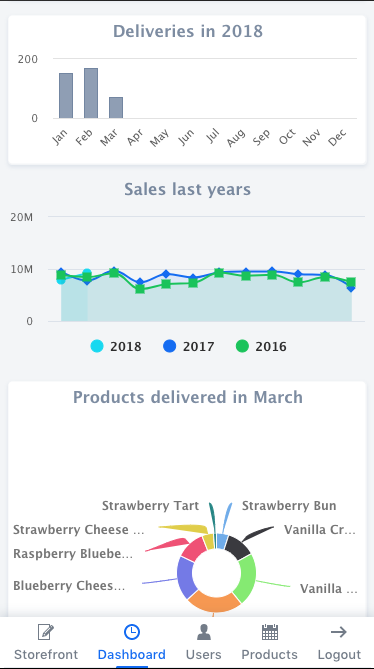 Deliveries in 2018
200
0
Jan Feb Mar Apr May Jun Jul Aug Sep Oct Nov Dec
Sales last years
20M
10M
0
2018 2017 2016
Products delivered in March
Strawberry Tart Strawberry Bun
Strawberry Cheese ... Vanilla Cr...
Raspberry Bluebe...
Blueberry Chees... Vanilla ...
Storefront Dashboard Users Products Logout